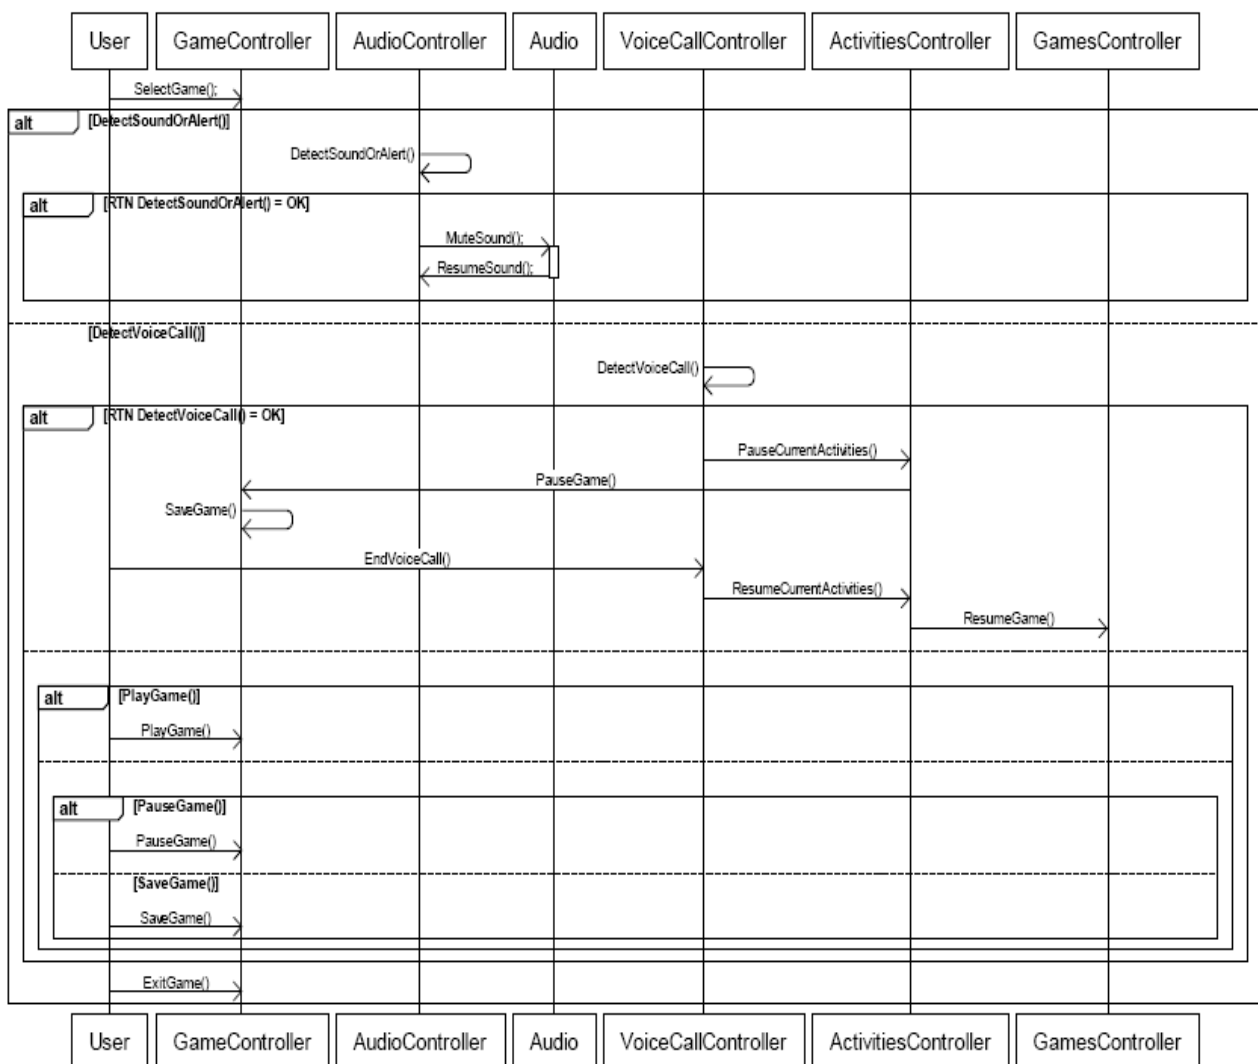 User GameController AudioController Audio VoiceCallController ActivitiesController GamesController
SelectGame();
alt [DetectSoundOrAlert()]
DetectSoundOrAlert()
alt [RTN DetectSoundOrAlert() = OK]
MuteSound();
ResumeSound();
[DetectVoiceCall()]
DetectVoiceCall()
alt [RTN DetectVoiceCall() = OK]
PauseCurrentActivities()
PauseGame()
SaveGame()
EndVoiceCall()
ResumeCurrentActivities()
ResumeGame()
alt [PlayGame()]
PlayGame()
alt [PauseGame()]
PauseGame()
[SaveGame()]
SaveGame()
ExitGame()
User GameController AudioController Audio VoiceCallController ActivitiesController GamesController